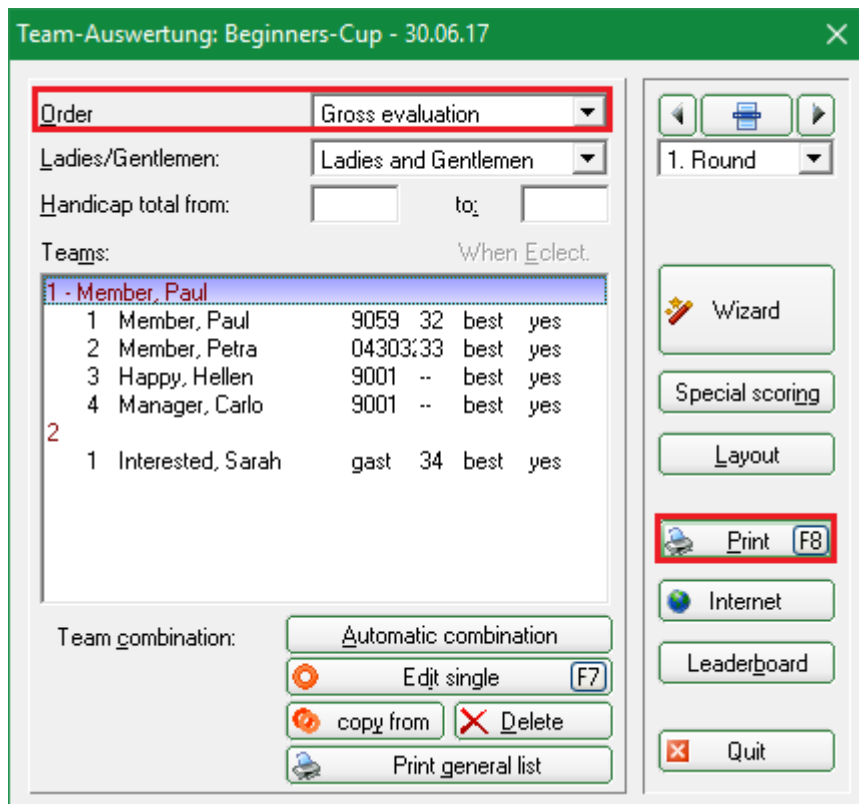 Team-Auswertung: Beginners-Cup - 30.06.17
Order Gross evaluation
Ladies/Gentlemen: Ladies and Gentlemen
Handicap total from: to:
Teams: When Eclect.
1 - Member, Paul
1 Member, Paul 9059 32 best yes
2 Member, Petra 04303 33 best yes
3 Happy, Hellen 9001 -- best yes
4 Manager, Carlo 9001 -- best yes
2
1 Interested, Sarah gast 34 best yes
Team combination: Automatic combination
Edit single F7
copy from Delete
Print general list
1. Round
Wizard
Special scoring
Layout
Print F8
Internet
Leaderboard
Quit